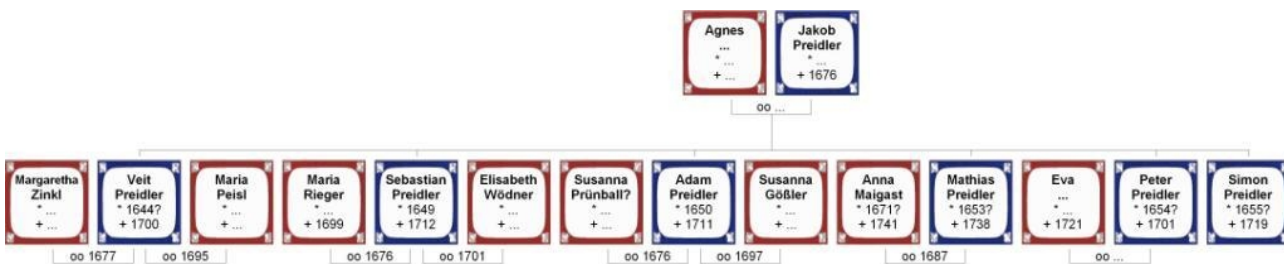 Agnes
...
* ...
+ ...
Jakob
Preidler
* ...
+ 1676
oo ...
Margaretha
Zinkl
* ...
+ ...
Veit
Preidler
* 1644?
+ 1700
Maria
Peisl
* ...
+ ...
Maria
Rieger
* ...
+ 1699
Sebastian
Preidler
* 1649
+ 1712
Elisabeth
Wödner
* ...
+ ...
Susanna
Prünball?
* ...
+ ...
Adam
Preidler
* 1650
+ 1711
Susanna
Gößler
* ...
+ ...
Anna
Maigast
* 1671?
+ 1741
Mathias
Preidler
* 1653?
+ 1738
Eva
...
* ...
+ 1721
Peter
Preidler
* 1654?
+ 1701
Simon
Preidler
* 1655?
+ 1719
oo 1677
oo 1695
oo 1676
oo 1701
oo 1676
oo 1697
oo 1687
oo ...